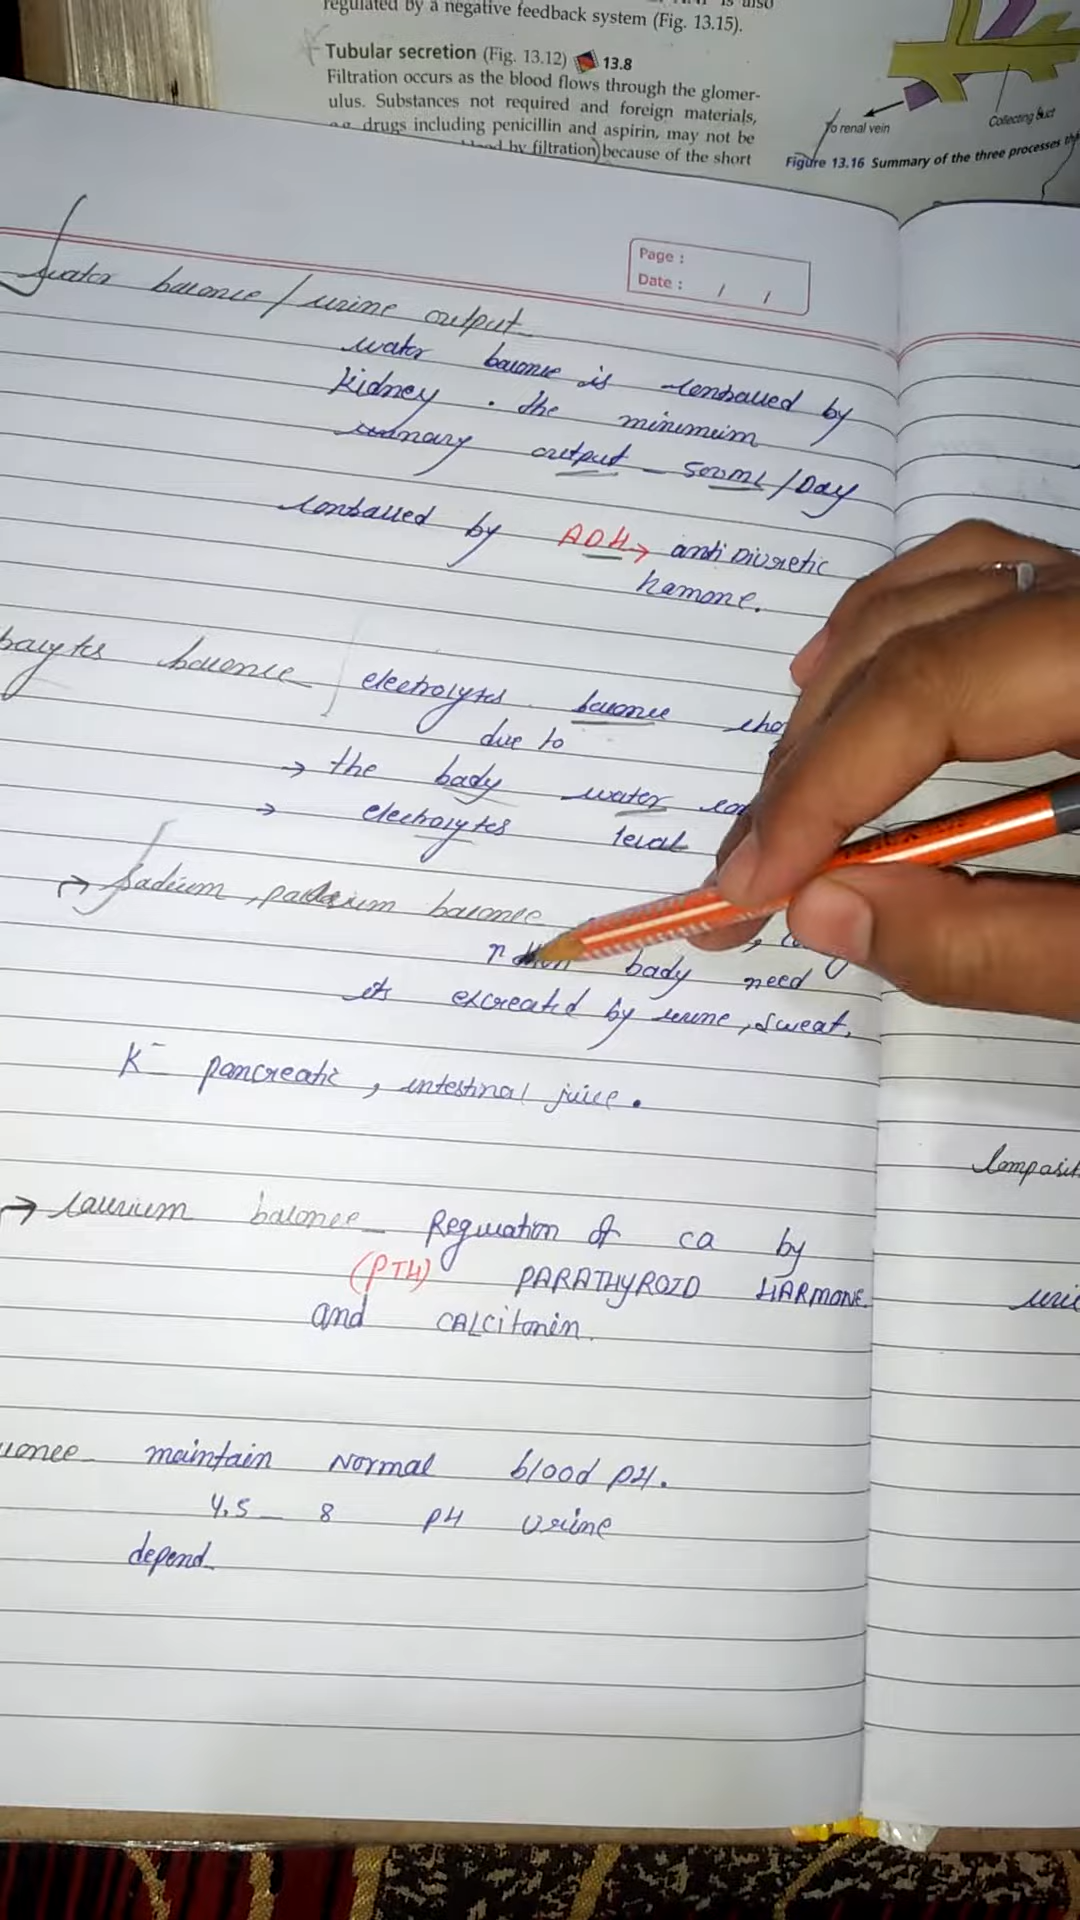 regulated by a negative feedback system (Fig. 13.15).
Tubular secretion (Fig. 13.12) 13.8
Filtration occurs as the blood flows through the glomer-
ulus. Substances not required and foreign materials,
e.g. drugs including penicillin and aspirin, may not be
by filtration) because of the short
To renal vein
Collecting duct
Figure 13.16 Summary of the three processes
Page :
Date : / /
water balance / urine output
water balance is controlled by
kidney . the minimum
urinary output - 500ML / Day
controlled by ADH → anti Diuretic
hamone.
balance electrolytes balance
due to
→ the body water
→ electrolytes level
→ Sodium, balance
body need
its excreated by urine, sweat.
K - pancreatic, intestinal juice.
→ calcium balance - Regulation of ca by
(PTH) PARATHYROID HARMONE
and CALCitonin.
maintain Normal blood PH.
4.5 - 8 PH Urine
depend